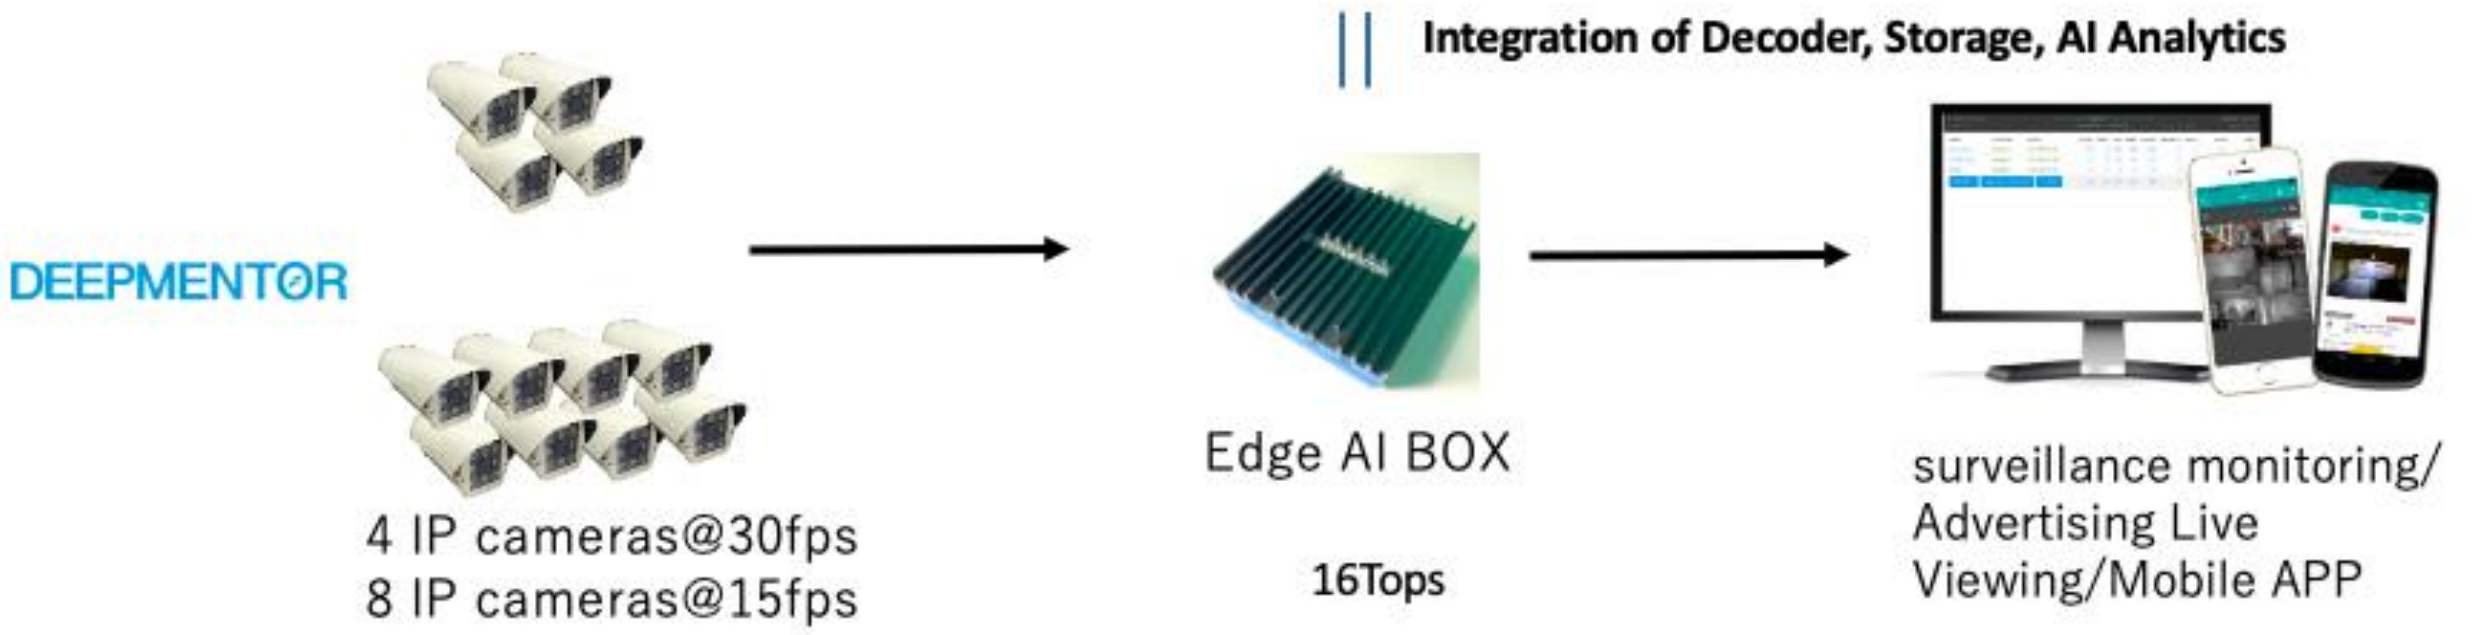 Integration of Decoder, Storage, AI Analytics
DEEPMENTOR
4 IP cameras@30fps
8 IP cameras@15fps
Edge AI BOX
16Tops
surveillance monitoring/
Advertising Live
Viewing/Mobile APP